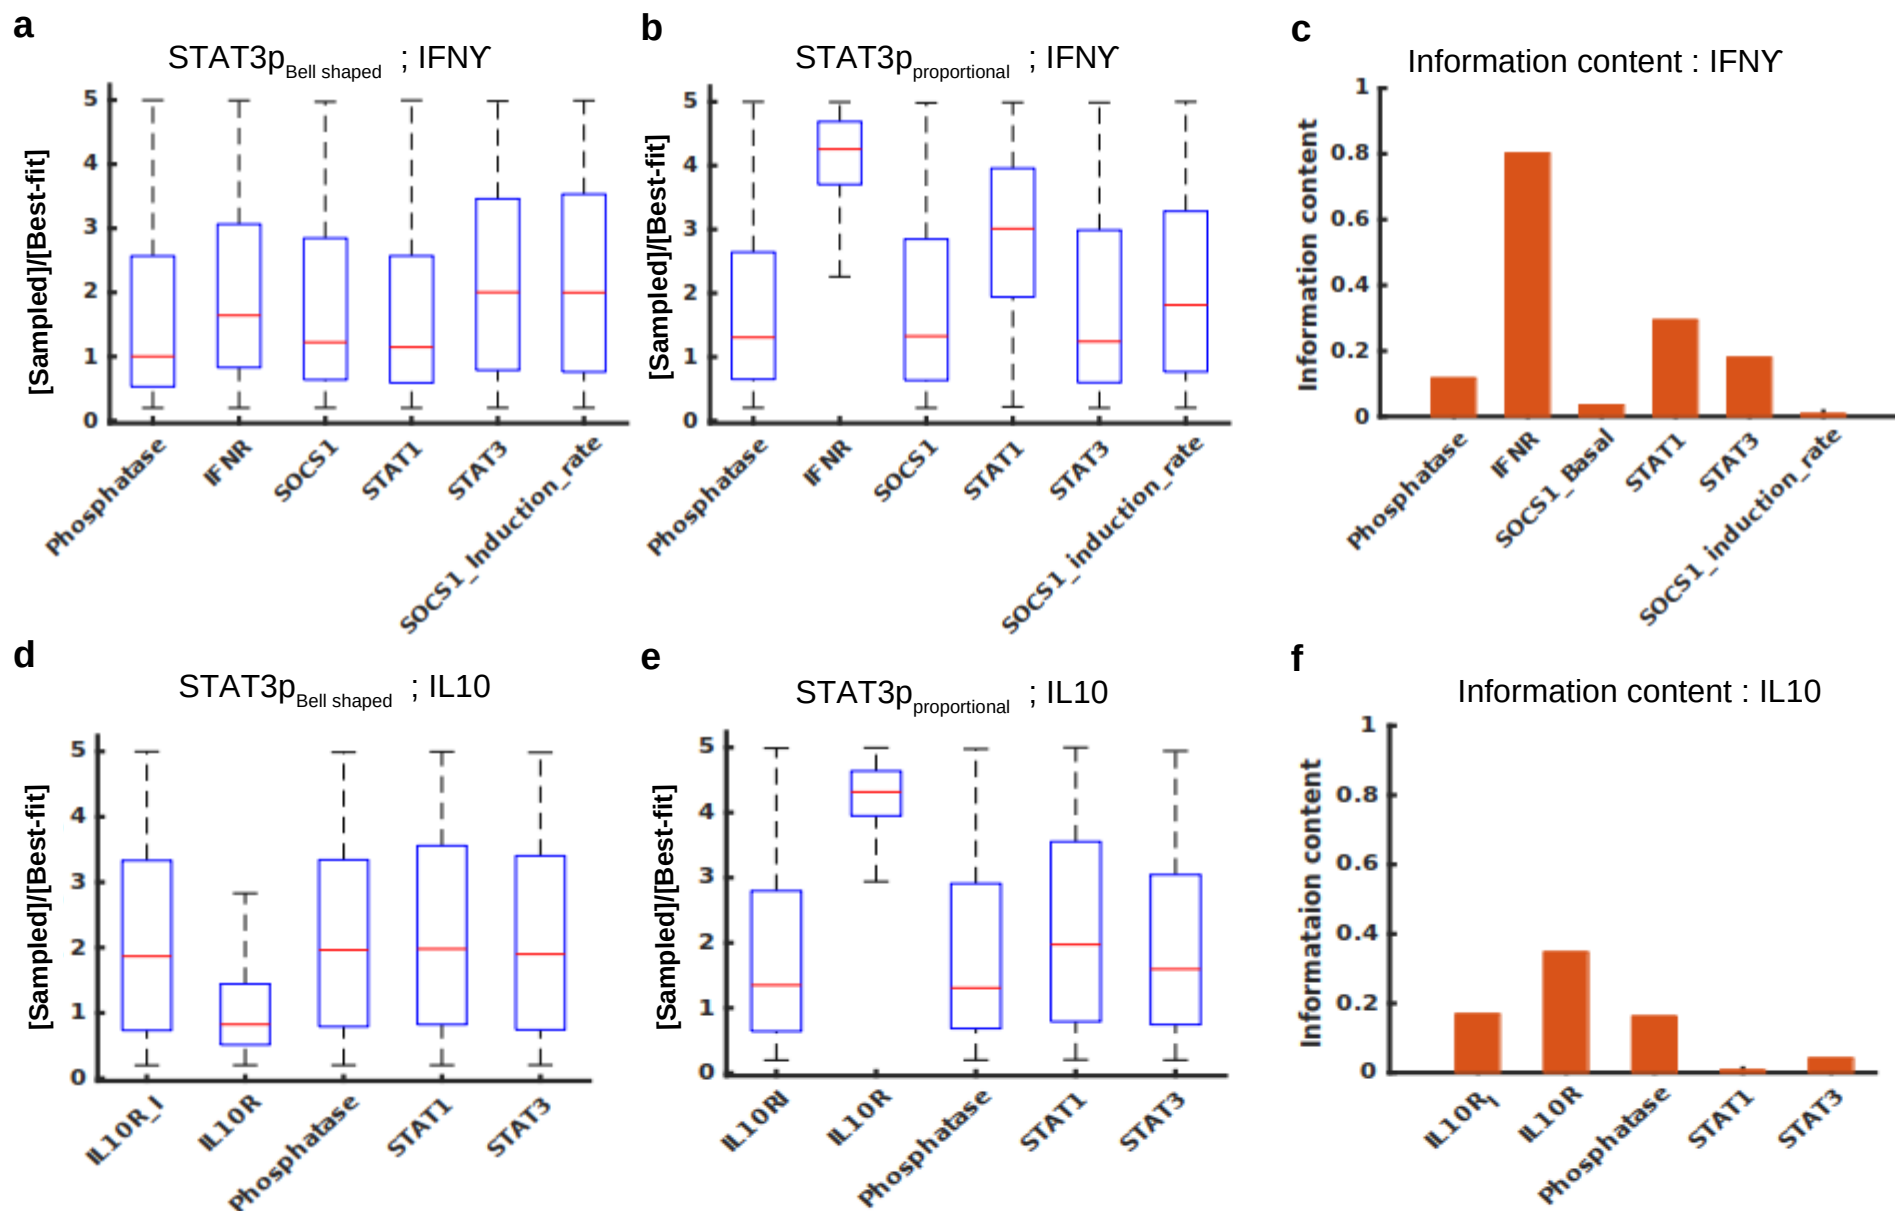 a
STAT3pBell shaped ; IFNƳ
[Sampled]/[Best-fit]
5
4
3
2
1
0
Phosphatase
IFNR
SOCS1
STAT1
STAT3
SOCS1_Induction_rate
b
STAT3pproportional ; IFNƳ
[Sampled]/[Best-fit]
5
4
3
2
1
0
Phosphatase
IFNR
SOCS1
STAT1
STAT3
SOCS1_induction_rate
c
Information content : IFNƳ
Information content
1
0.8
0.6
0.4
0.2
0
Phosphatase
IFNR
SOCS1_Basal
STAT1
STAT3
SOCS1_induction_rate
d
STAT3pBell shaped ; IL10
[Sampled]/[Best-fit]
5
4
3
2
1
0
IL10R_I
IL10R
Phosphatase
STAT1
STAT3
e
STAT3pproportional ; IL10
[Sampled]/[Best-fit]
5
4
3
2
1
0
IL10RI
IL10R
Phosphatase
STAT1
STAT3
f
Information content : IL10
Informataion content
1
0.8
0.6
0.4
0.2
0
IL10RI
IL10R
Phosphatase
STAT1
STAT3